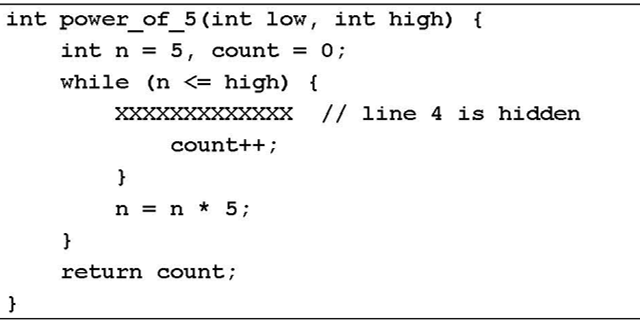 int power_of_5(int low, int high) {
    int n = 5, count = 0;
    while (n <= high) {
        XXXXXXXXXXXXX  // line 4 is hidden
            count++;
        }
        n = n * 5;
    }
    return count;
}